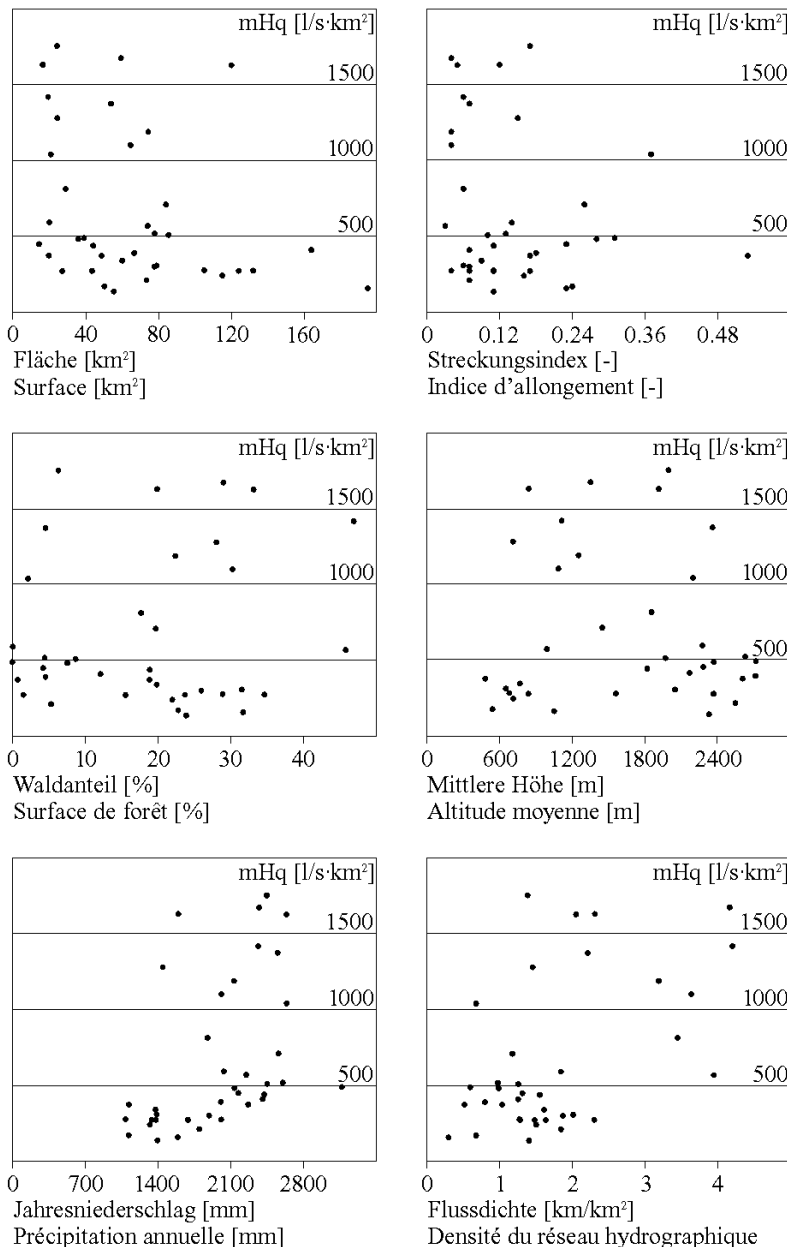 mHq [l/s·km²]
1500
1000
500
0 40 80 120 160
Fläche [km²]
Surface [km²]
mHq [l/s·km²]
1500
1000
500
0 0.12 0.24 0.36 0.48
Streckungsindex [-]
Indice d'allongement [-]
mHq [l/s·km²]
1500
1000
500
0 10 20 30 40
Waldanteil [%]
Surface de forêt [%]
mHq [l/s·km²]
1500
1000
500
600 1200 1800 2400
Mittlere Höhe [m]
Altitude moyenne [m]
mHq [l/s·km²]
1500
1000
500
0 700 1400 2100 2800
Jahresniederschlag [mm]
Précipitation annuelle [mm]
mHq [l/s·km²]
1500
1000
500
0 1 2 3 4
Flussdichte [km/km²]
Densité du réseau hydrographique